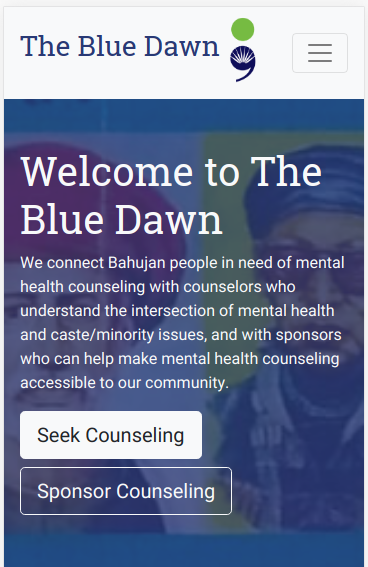 The Blue Dawn
Welcome to The
Blue Dawn
We connect Bahujan people in need of mental
health counseling with counselors who
understand the intersection of mental health
and caste/minority issues, and with sponsors
who can help make mental health counseling
accessible to our community.
Seek Counseling
Sponsor Counseling